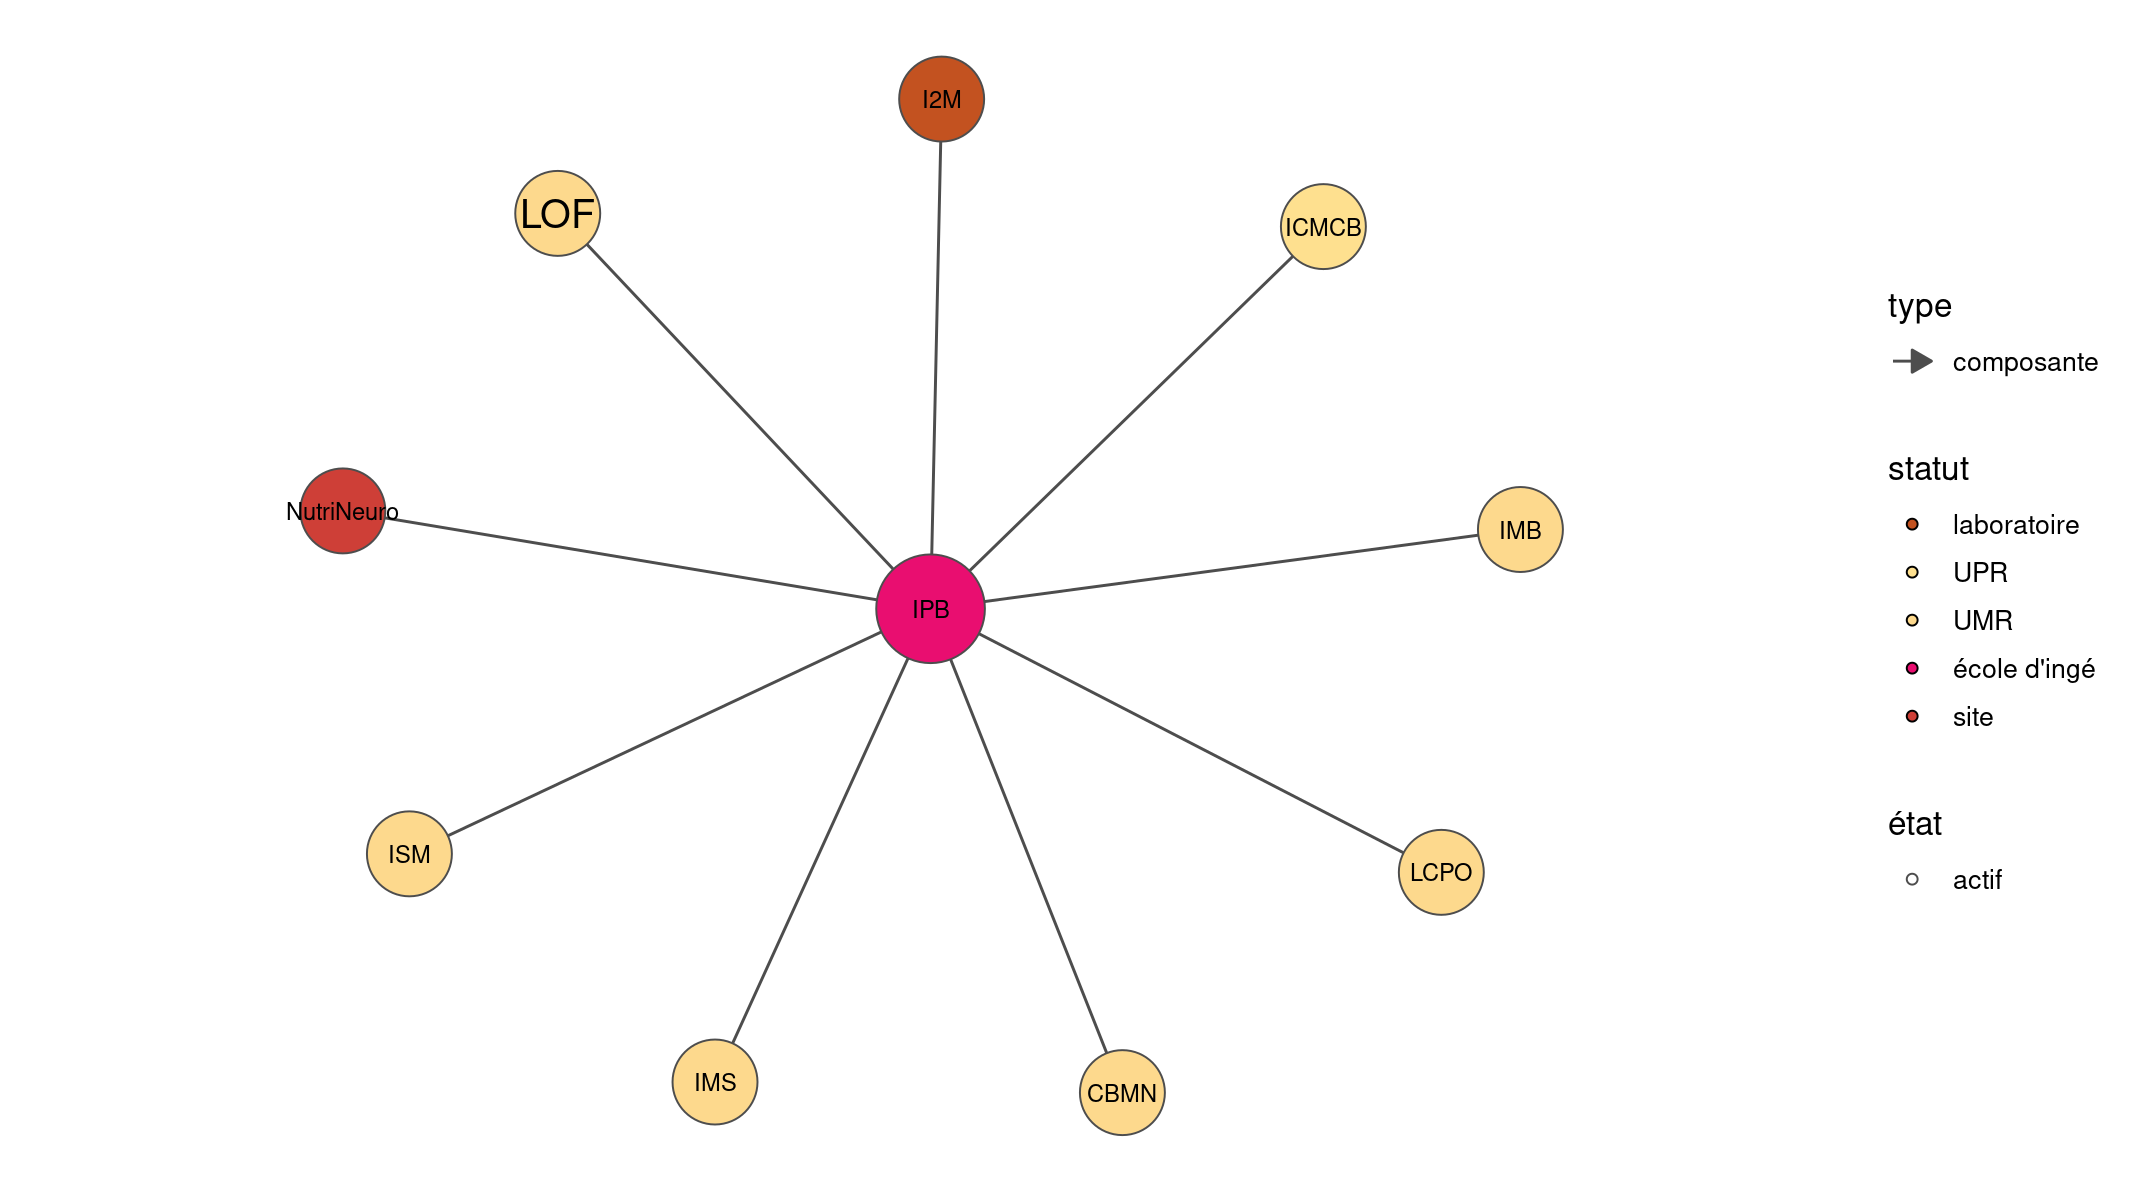 I2M
LOF
ICMCB
NutriNeuro
IMB
IPB
ISM
LCPO
IMS
CBMN
type
composante
statut
laboratoire
UPR
UMR
école d'ingé
site
état
actif